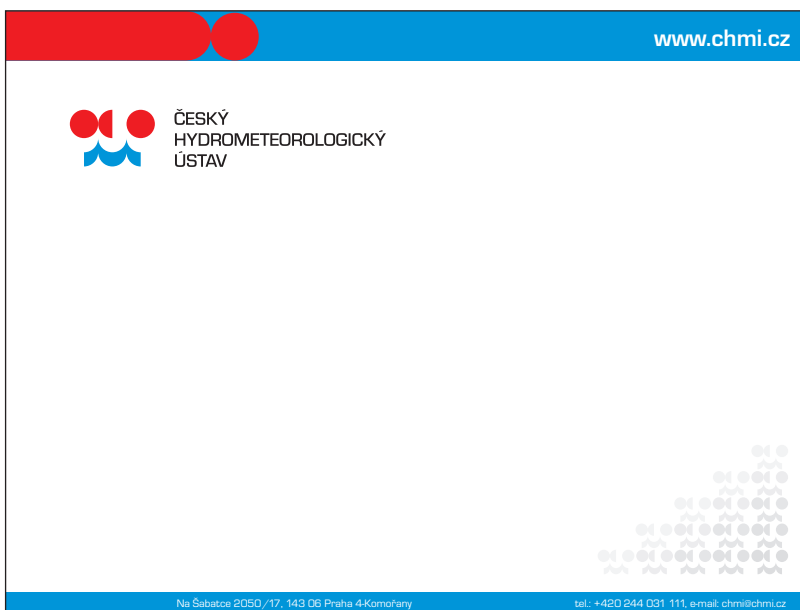 www.chmi.cz
ČESKÝ
HYDROMETEOROLOGICKÝ
ÚSTAV
Na Šabatce 2050/17, 143 06 Praha 4-Komořany tel.: +420 244 031 111, e-mail: chmi@chmi.cz